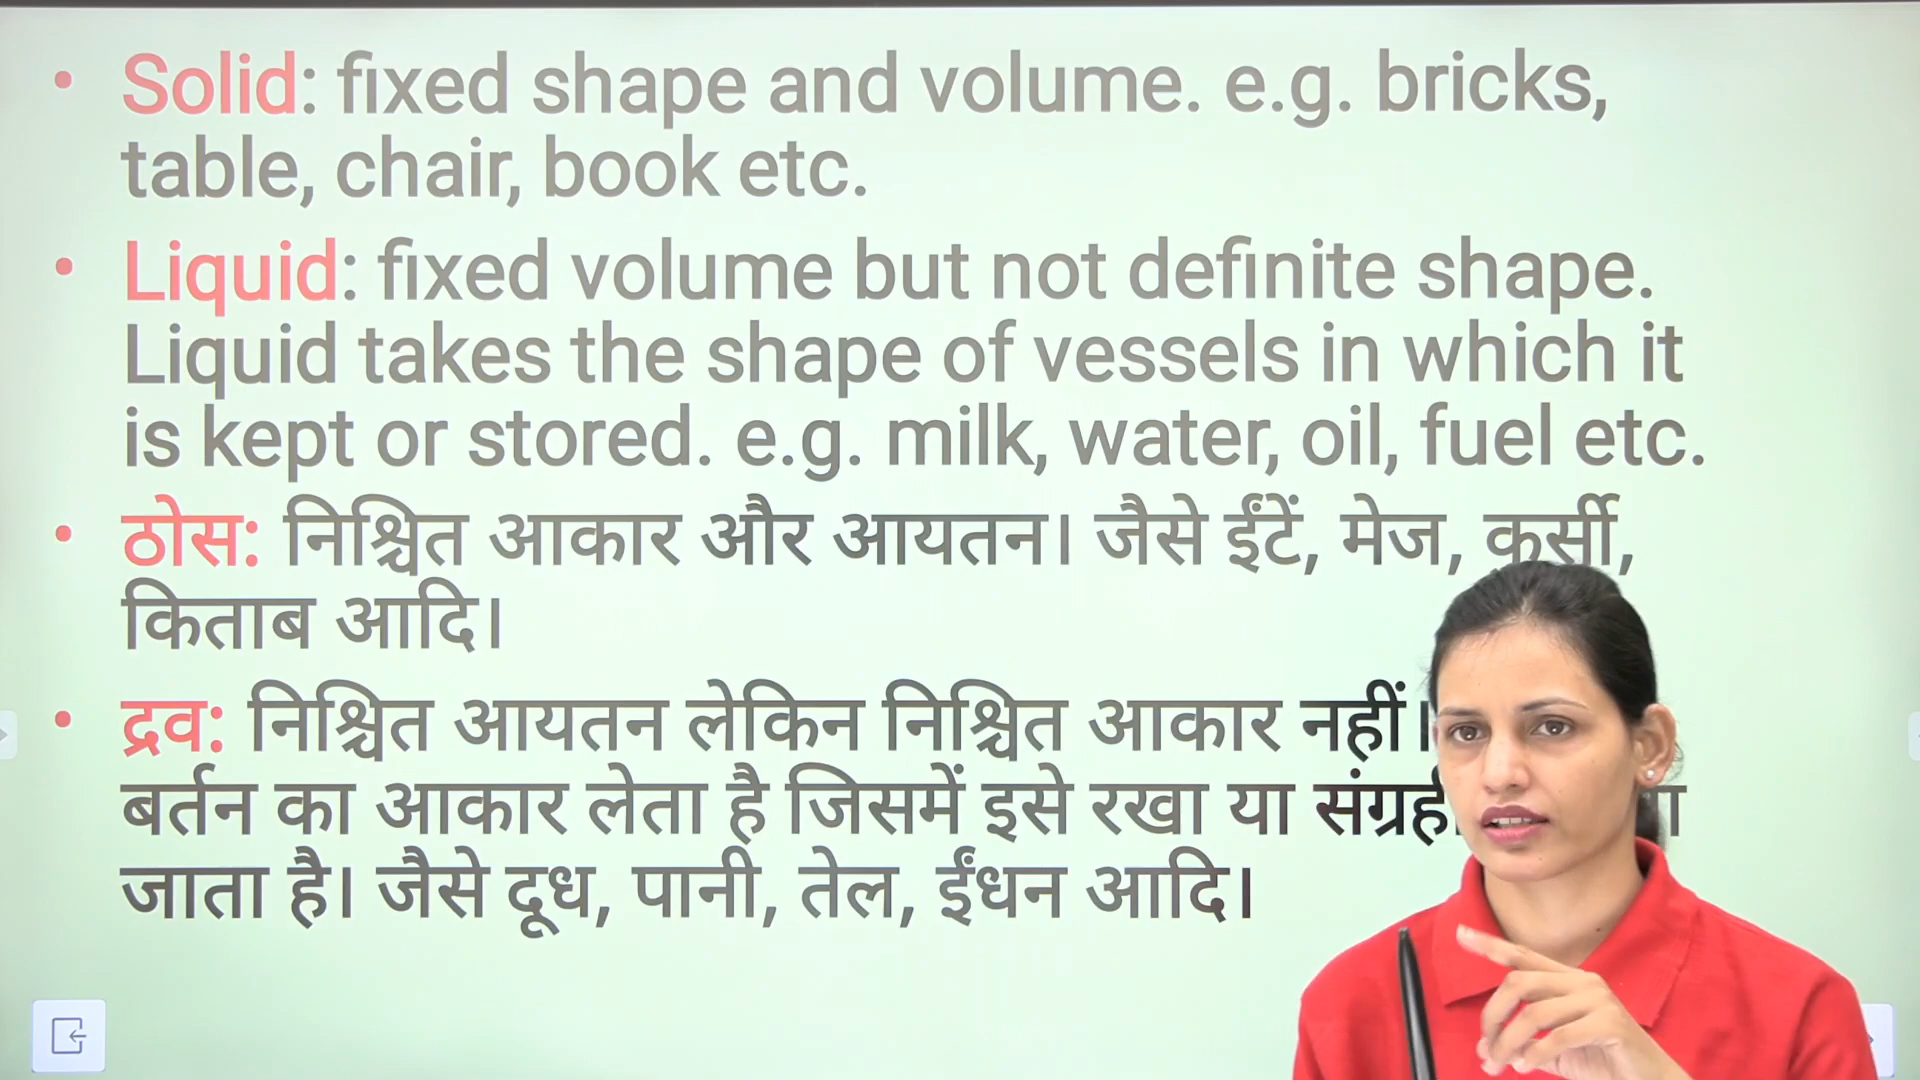 • Solid: fixed shape and volume. e.g. bricks,
table, chair, book etc.
• Liquid: fixed volume but not definite shape.
Liquid takes the shape of vessels in which it
is kept or stored. e.g. milk, water, oil, fuel etc.
• ठोस: निश्चित आकार और आयतन। जैसे ईंटें, मेज, कुर्सी,
किताब आदि।
• द्रव: निश्चित आयतन लेकिन निश्चित आकार नहीं।
बर्तन का आकार लेता है जिसमें इसे रखा या
जाता है। जैसे दूध, पानी, तेल, ईंधन आदि।